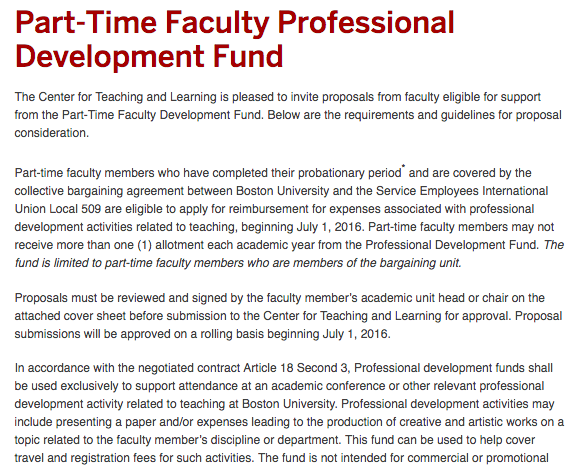 Part-Time Faculty Professional
Development Fund
The Center for Teaching and Learning is pleased to invite proposals from faculty eligible for support
from the Part-Time Faculty Development Fund. Below are the requirements and guidelines for proposal
consideration.
Part-time faculty members who have completed their probationary period* and are covered by the
collective bargaining agreement between Boston University and the Service Employees International
Union Local 509 are eligible to apply for reimbursement for expenses associated with professional
development activities related to teaching, beginning July 1, 2016. Part-time faculty members may not
receive more than one (1) allotment each academic year from the Professional Development Fund. The
fund is limited to part-time faculty members who are members of the bargaining unit.
Proposals must be reviewed and signed by the faculty member's academic unit head or chair on the
attached cover sheet before submission to the Center for Teaching and Learning for approval. Proposal
submissions will be approved on a rolling basis beginning July 1, 2016.
In accordance with the negotiated contract Article 18 Second 3, Professional development funds shall
be used exclusively to support attendance at an academic conference or other relevant professional
development activity related to teaching at Boston University. Professional development activities may
include presenting a paper and/or expenses leading to the production of creative and artistic works on a
topic related to the faculty member's discipline or department. This fund can be used to help cover
travel and registration fees for such activities. The fund is not intended for commercial or promotional